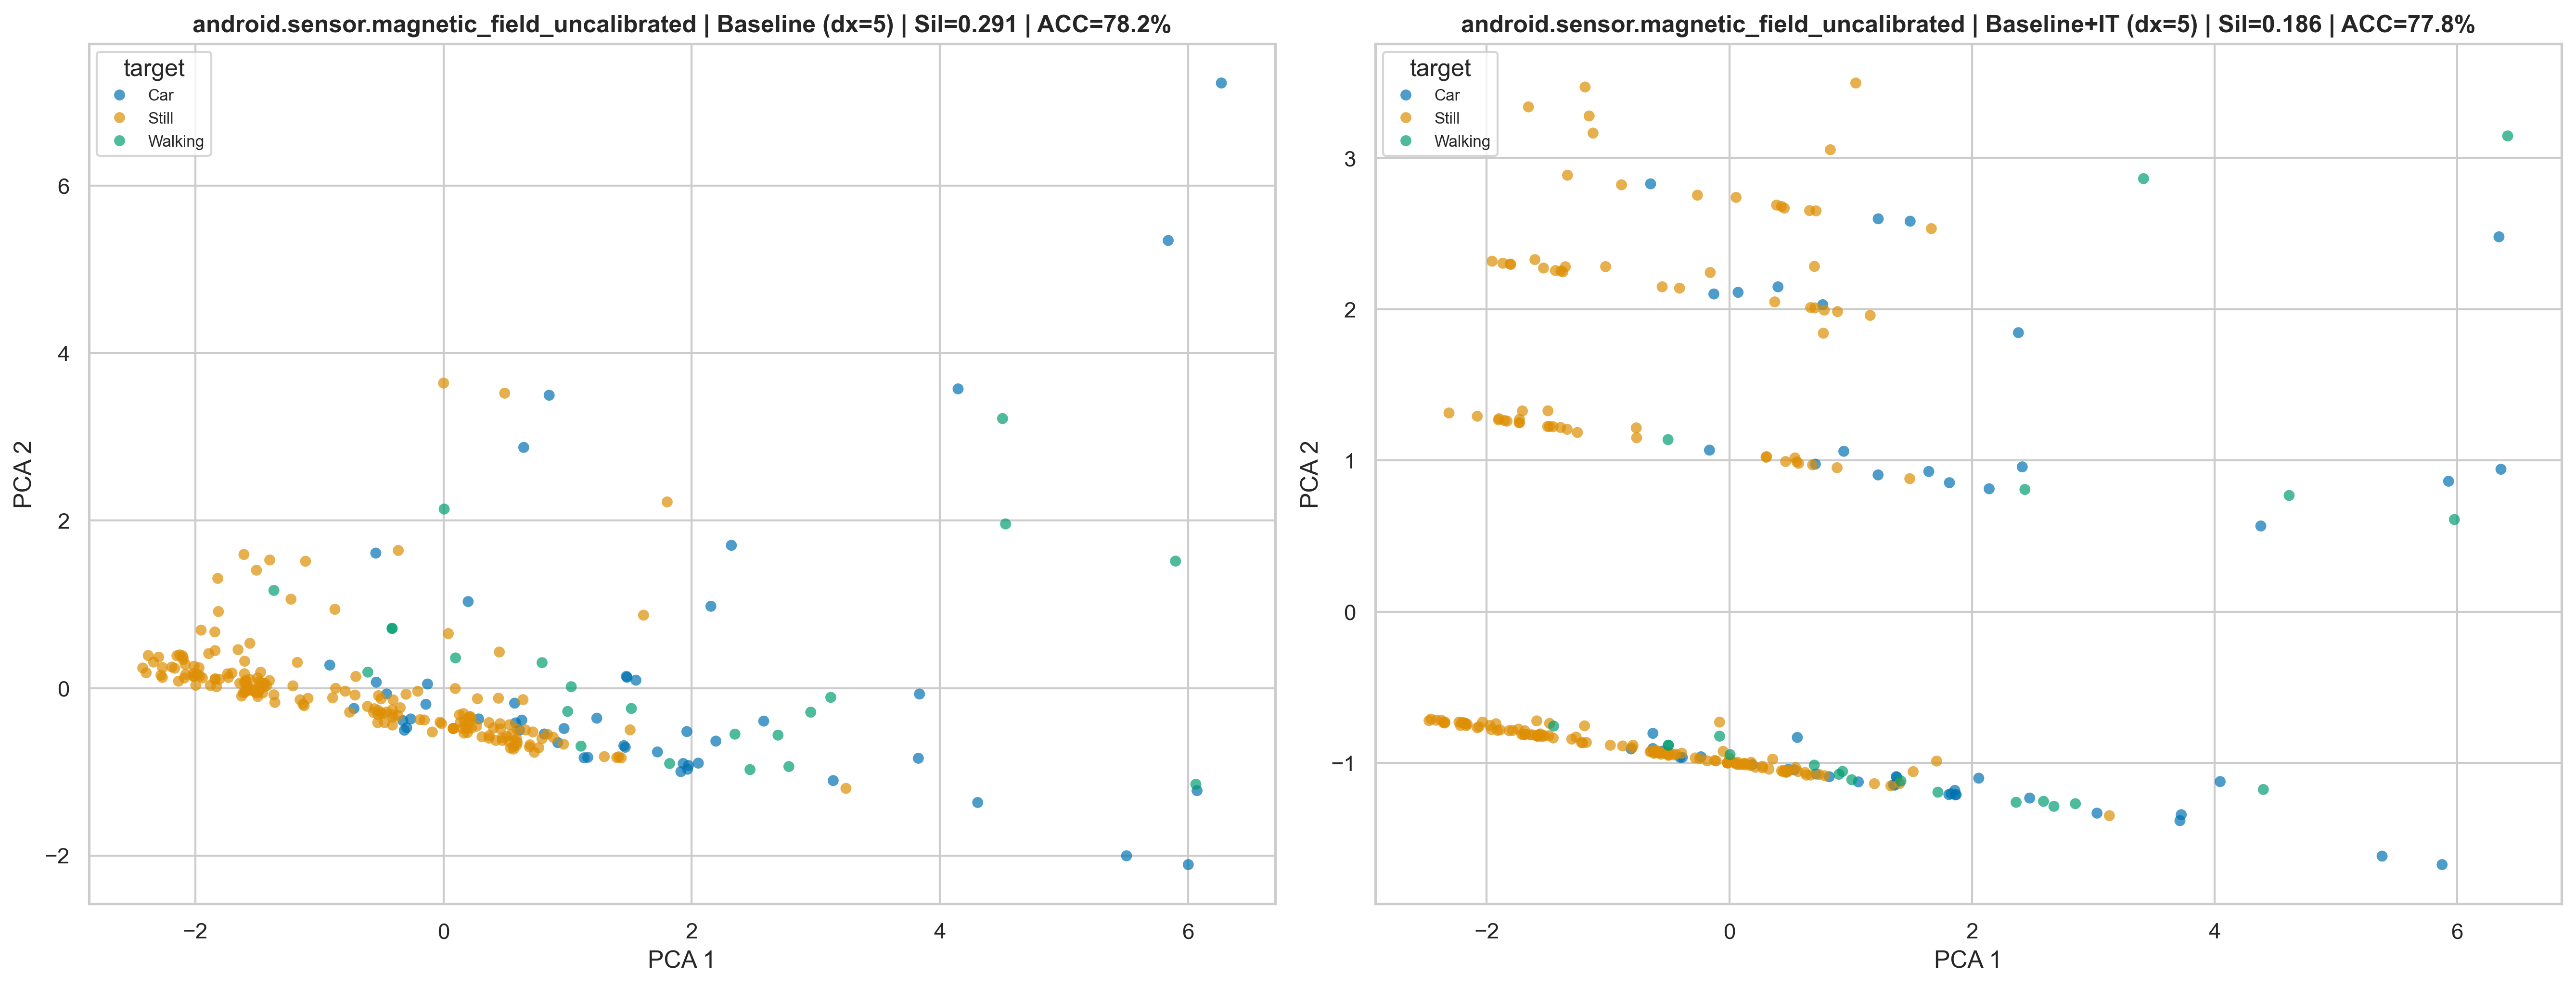 android.sensor.magnetic_field_uncalibrated | Baseline (dx=5) | Sil=0.291 | ACC=78.2%
target
Car
Still
Walking
6
4
2
0
−2
PCA 2
−2
0
2
4
6
PCA 1
android.sensor.magnetic_field_uncalibrated | Baseline+IT (dx=5) | Sil=0.186 | ACC=77.8%
target
Car
Still
Walking
3
2
1
0
−1
PCA 2
−2
0
2
4
6
PCA 1